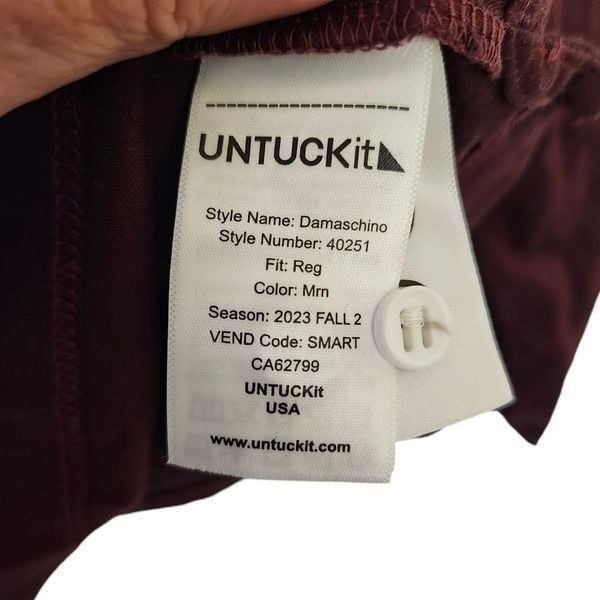 UNTUCKit
Style Name: Damaschino
Style Number: 40251
Fit: Reg
Color: Mrn
Season: 2023 FALL 2
VEND Code: SMART
CA62799
UNTUCKit
USA
www.untuckit.com